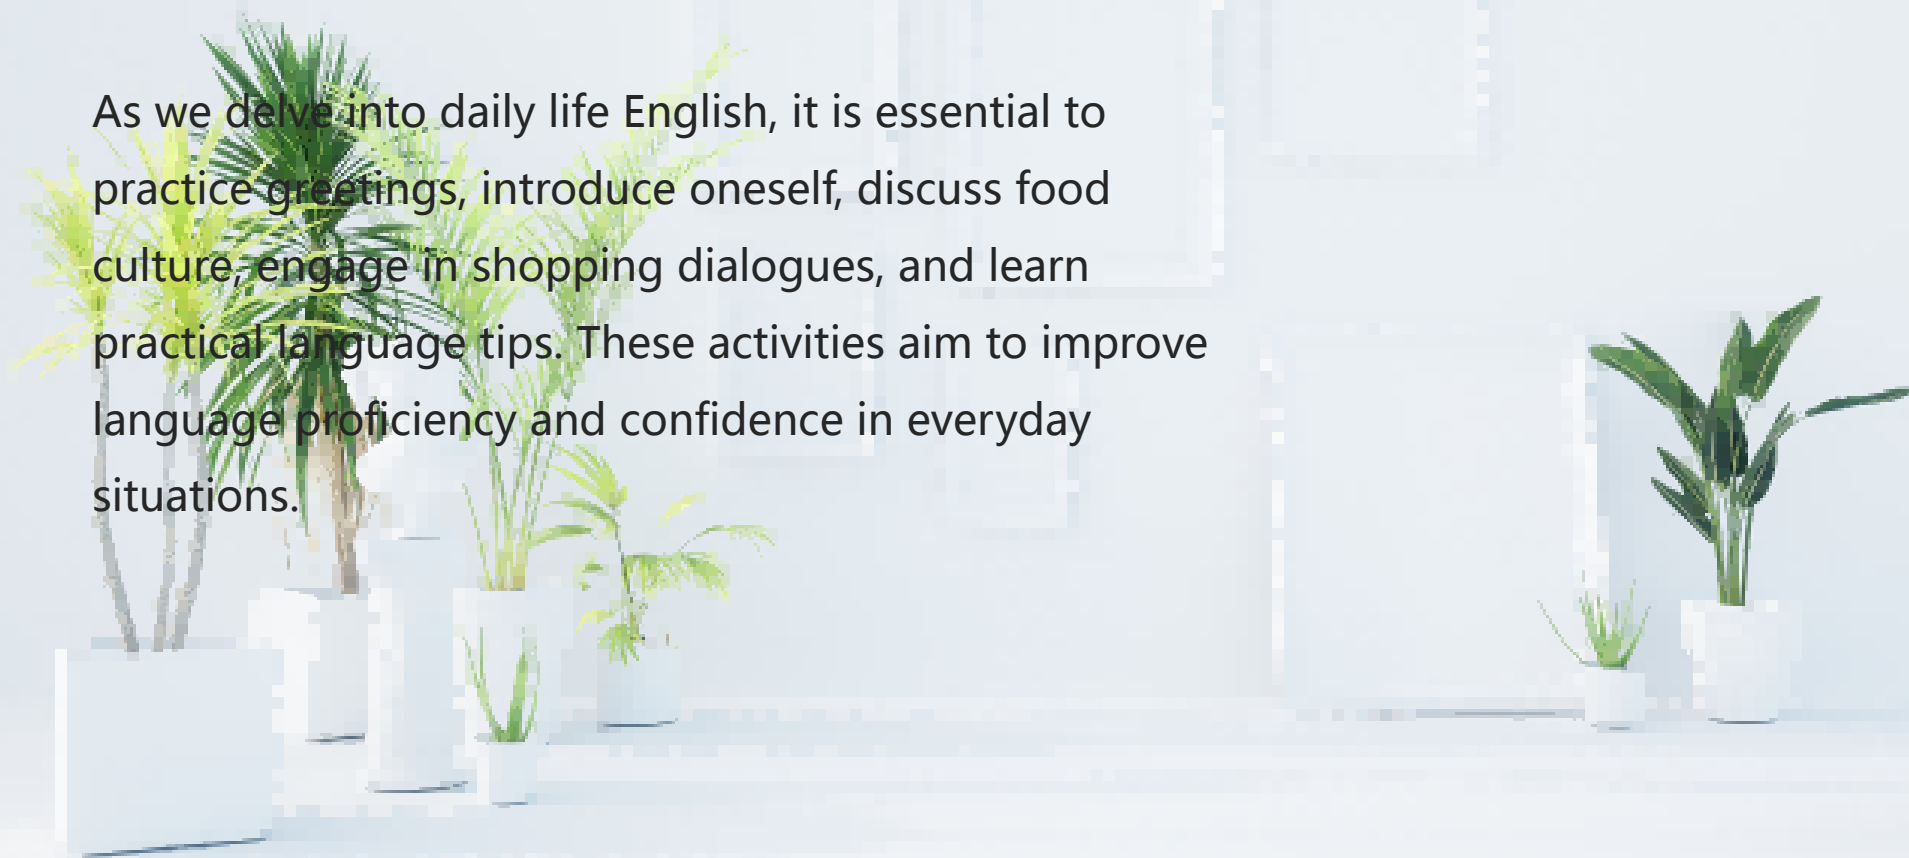 As we delve into daily life English, it is essential to
practice greetings, introduce oneself, discuss food
culture, engage in shopping dialogues, and learn
practical language tips. These activities aim to improve
language proficiency and confidence in everyday
situations.